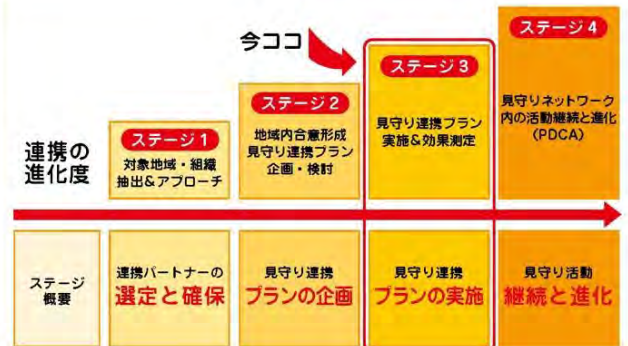 今ココ
連携の
進化度
ステージ1
対象地域・組織
抽出&アプローチ
ステージ2
地域内合意形成
見守り連携プラン
企画・検討
ステージ3
見守り連携プラン
実施&効果測定
ステージ4
見守りネットワーク
内の活動継続と進化
(PDCA)
ステージ
概要
連携パートナーの
選定と確保
見守り連携
プランの企画
見守り連携
プランの実施
見守り活動
継続と進化